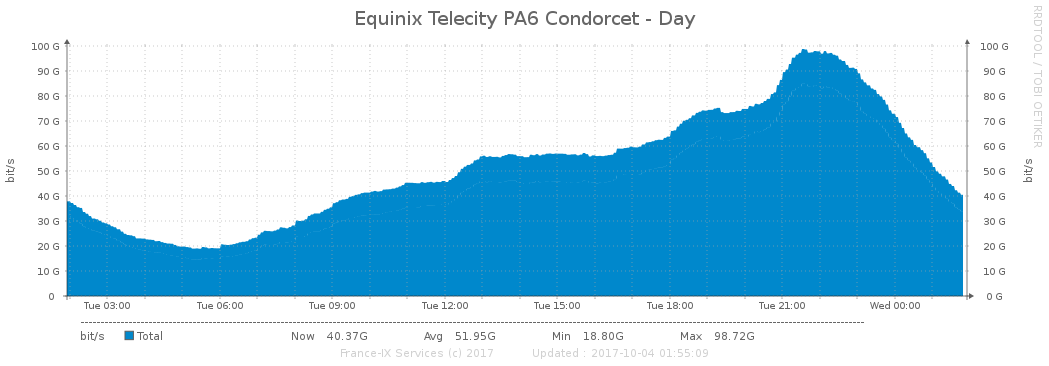 Equinix Telecity PA6 Condorcet - Day
RRDTOOL / TOBI OETIKER
100 G 100 G
90 G 90 G
80 G 80 G
70 G 70 G
60 G 60 G
50 G 50 G
40 G 40 G
30 G 30 G
20 G 20 G
10 G 10 G
0 0 G
bit/s bit/s
Tue 03:00 Tue 06:00 Tue 09:00 Tue 12:00 Tue 15:00 Tue 18:00 Tue 21:00 Wed 00:00
bit/s Total Now 40.37G Avg 51.95G Min 18.80G Max 98.72G
France-IX Services (c) 2017 Updated : 2017-10-04 01:55:09